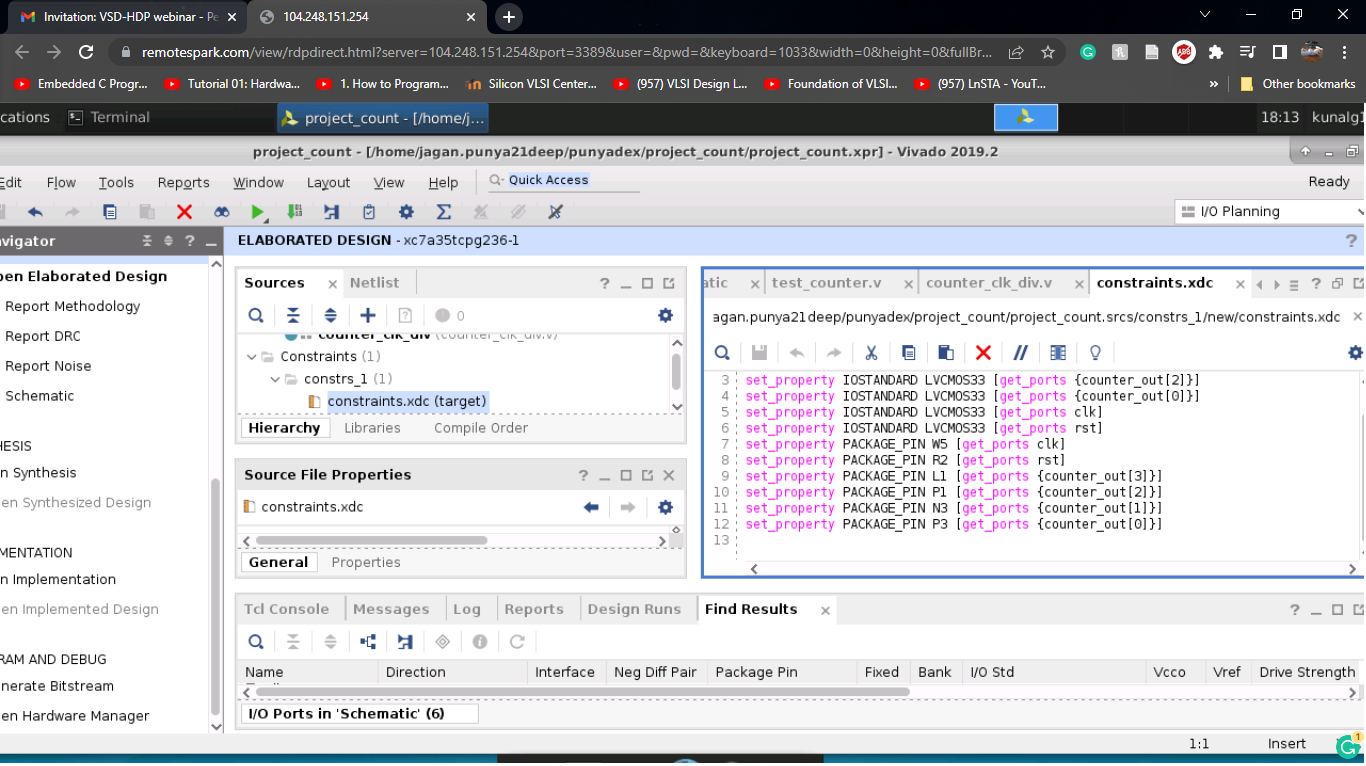 Invitation: VSD-HDP webinar - Pe
104.248.151.254
remotespark.com/view/rdpdirect.html?server=104.248.151.254&port=3389&user=&pwd=&keyboard=1033&width=0&height=0&fullBr...
Embedded C Progr...
Tutorial 01: Hardwa...
1. How to Program...
Silicon VLSI Center...
(957) VLSI Design L...
Foundation of VLSI...
(957) LnSTA - YouT...
»
Other bookmarks
cations
Terminal
project_count - [/home/j...
18:13
kunalg1
project_count - [/home/jagan.punya21deep/punyadex/project_count/project_count.xpr] - Vivado 2019.2
Edit Flow Tools Reports Window Layout View Help
Quick Access
Ready
I/O Planning
avigator
ELABORATED DESIGN - xc7a35tcpg236-1
pen Elaborated Design
Report Methodology
Report DRC
Report Noise
Schematic
HESIS
n Synthesis
en Synthesized Design
MENTATION
n Implementation
en Implemented Design
RAM AND DEBUG
nerate Bitstream
en Hardware Manager
Sources
Netlist
0
counter_clk_div (counter_clk_div.v)
Constraints (1)
constrs_1 (1)
constraints.xdc (target)
Hierarchy Libraries Compile Order
Source File Properties
constraints.xdc
General Properties
atic
test_counter.v
counter_clk_div.v
constraints.xdc
agan.punya21deep/punyadex/project_count/project_count.srcs/constrs_1/new/constraints.xdc
3 set_property IOSTANDARD LVCMOS33 [get_ports {counter_out[2]}]
4 set_property IOSTANDARD LVCMOS33 [get_ports {counter_out[0]}]
5 set_property IOSTANDARD LVCMOS33 [get_ports clk]
6 set_property IOSTANDARD LVCMOS33 [get_ports rst]
7 set_property PACKAGE_PIN W5 [get_ports clk]
8 set_property PACKAGE_PIN R2 [get_ports rst]
9 set_property PACKAGE_PIN L1 [get_ports {counter_out[3]}]
10 set_property PACKAGE_PIN P1 [get_ports {counter_out[2]}]
11 set_property PACKAGE_PIN N3 [get_ports {counter_out[1]}]
12 set_property PACKAGE_PIN P3 [get_ports {counter_out[0]}]
13
Tcl Console Messages Log Reports Design Runs Find Results
Name Direction Interface Neg Diff Pair Package Pin Fixed Bank I/O Std Vcco Vref Drive Strength
I/O Ports in 'Schematic' (6)
1:1
Insert
1